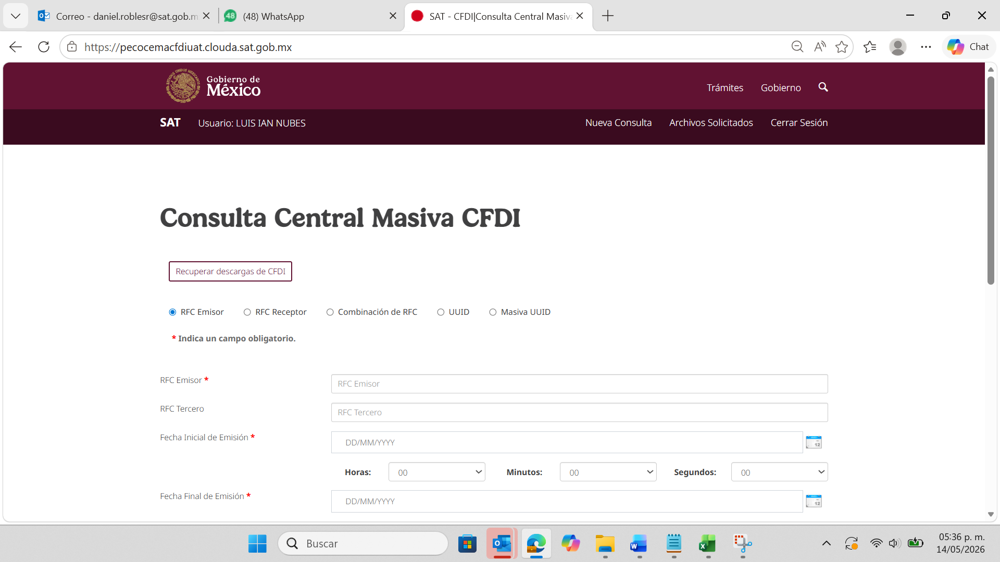 Correo - daniel.roblesr@sat.gob.m
48
(48) WhatsApp
SAT - CFDI|Consulta Central Masiva
https://pecocemacfdiuat.clouda.sat.gob.mx
Chat
Gobierno de
México
Trámites
Gobierno
SAT
Usuario: LUIS IAN NUBES
Nueva Consulta
Archivos Solicitados
Cerrar Sesión
Consulta Central Masiva CFDI
Recuperar descargas de CFDI
RFC Emisor
RFC Receptor
Combinación de RFC
UUID
Masiva UUID
* Indica un campo obligatorio.
RFC Emisor *
RFC Emisor
RFC Tercero
RFC Tercero
Fecha Inicial de Emisión *
DD/MM/YYYY
12
Horas:
00
Minutos:
00
Segundos:
00
Fecha Final de Emisión *
DD/MM/YYYY
12
Buscar
05:36 p. m.
14/05/2026